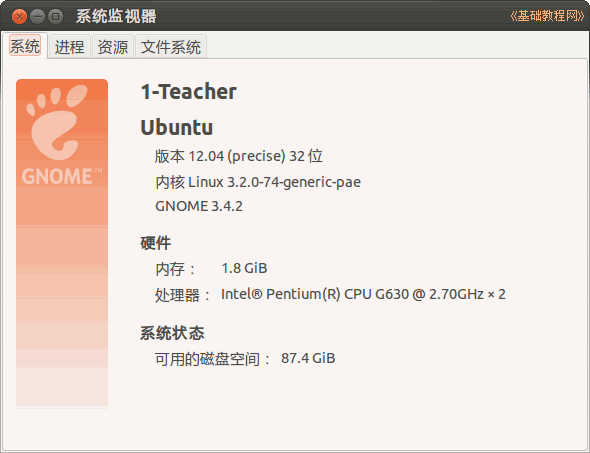 系统监视器
《基础教程网》
系统 进程 资源 文件系统
GNOME™
1-Teacher
Ubuntu
版本 12.04 (precise) 32 位
内核 Linux 3.2.0-74-generic-pae
GNOME 3.4.2
硬件
内存： 1.8 GiB
处理器： Intel® Pentium(R) CPU G630 @ 2.70GHz × 2
系统状态
可用的磁盘空间： 87.4 GiB